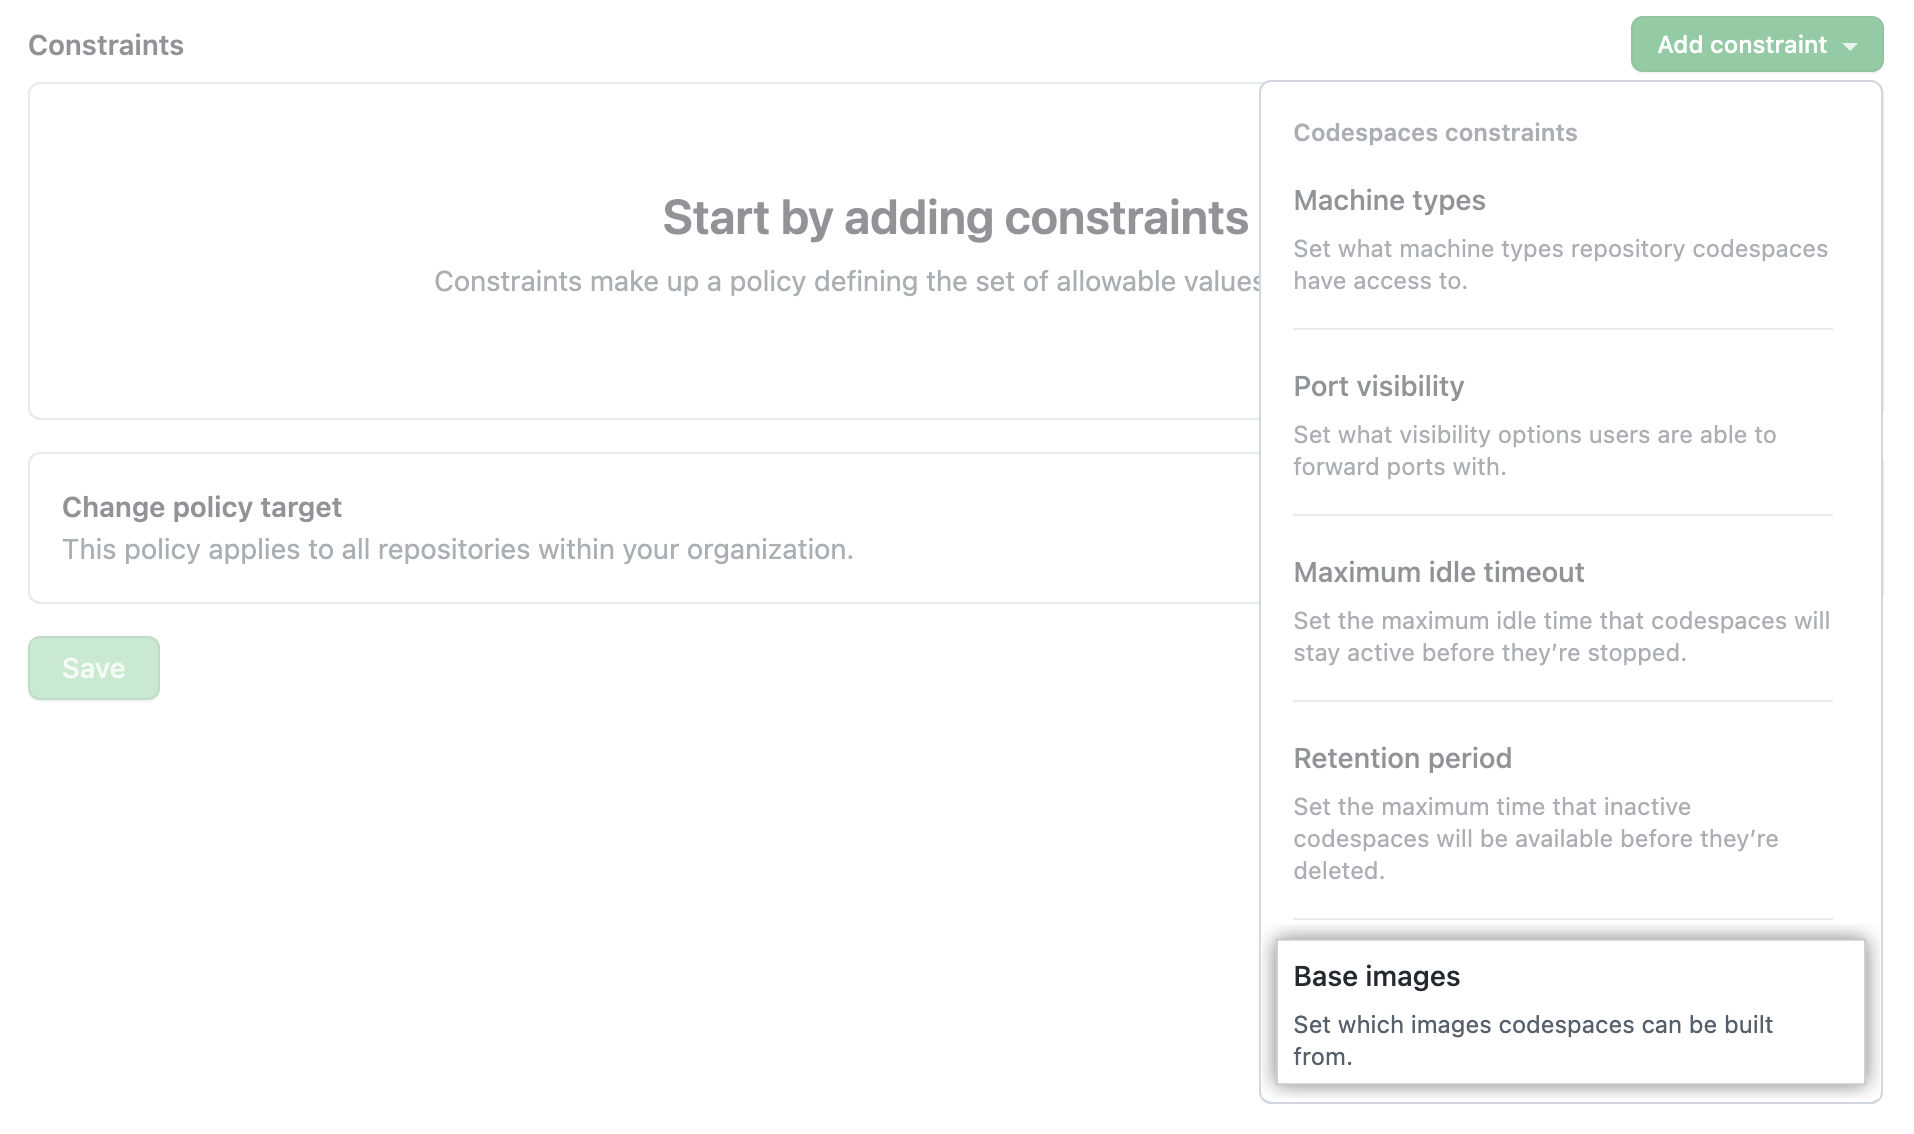 Constraints
Add constraint
Start by adding constraints
Constraints make up a policy defining the set of allowable values
Change policy target
This policy applies to all repositories within your organization.
Save
Codespaces constraints
Machine types
Set what machine types repository codespaces
have access to.
Port visibility
Set what visibility options users are able to
forward ports with.
Maximum idle timeout
Set the maximum idle time that codespaces will
stay active before they’re stopped.
Retention period
Set the maximum time that inactive
codespaces will be available before they’re
deleted.
Base images
Set which images codespaces can be built
from.